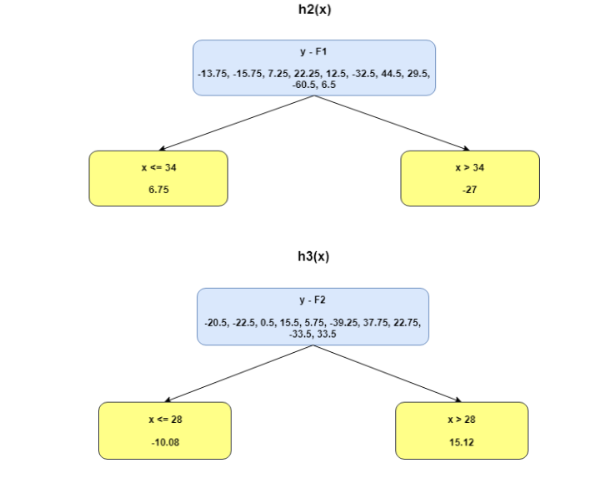 h2(x)
y - F1
-13.75, -15.75, 7.25, 22.25, 12.5, -32.5, 44.5, 29.5,
-60.5, 6.5
x <= 34
6.75
x > 34
-27
h3(x)
y - F2
-20.5, -22.5, 0.5, 15.5, 5.75, -39.25, 37.75, 22.75,
-33.5, 33.5
x <= 28
-10.08
x > 28
15.12